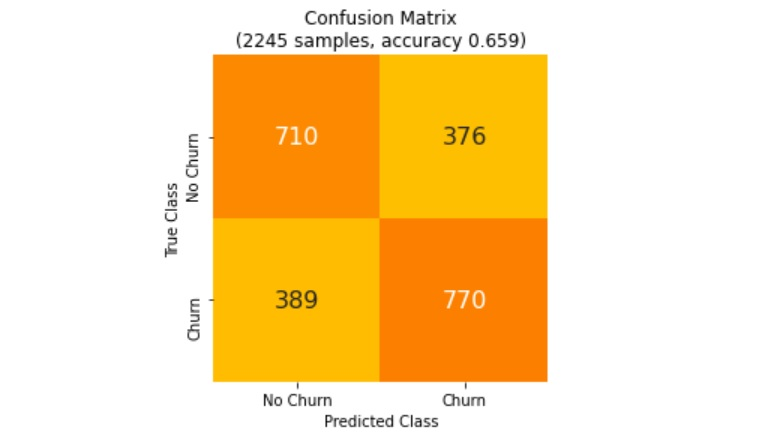 Confusion Matrix
(2245 samples, accuracy 0.659)
True Class
No Churn
710 376
Churn
389 770
No Churn Churn
Predicted Class